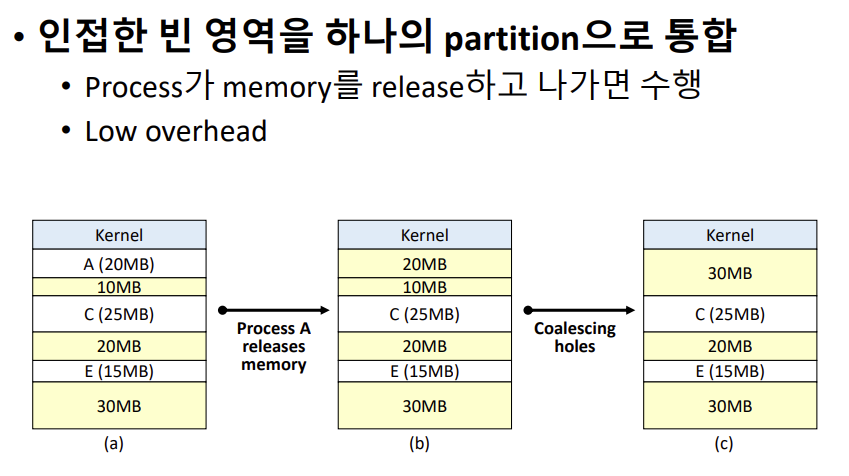 • 인접한 빈 영역을 하나의 partition으로 통합
• Process가 memory를 release하고 나가면 수행
• Low overhead
Kernel
A (20MB)
10MB
C (25MB)
20MB
E (15MB)
30MB
(a)
Process A
releases
memory
Kernel
20MB
10MB
C (25MB)
20MB
E (15MB)
30MB
(b)
Coalescing
holes
Kernel
30MB
C (25MB)
20MB
E (15MB)
30MB
(c)